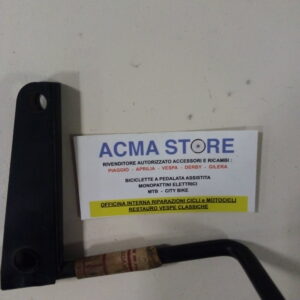 ACMA STORE
RIVENDITORE AUTORIZZATO ACCESSORI E RICAMBI :
PIAGGIO - APRILIA - VESPA - DERBY - GILERA
BICICLETTE A PEDALATA ASSISTITA
MONOPATTINI ELETTRICI
MTB - CITY BIKE
OFFICINA INTERNA RIPARAZIONI CICLI e MOTOCICLI
RESTAURO VESPE CLASSICHE